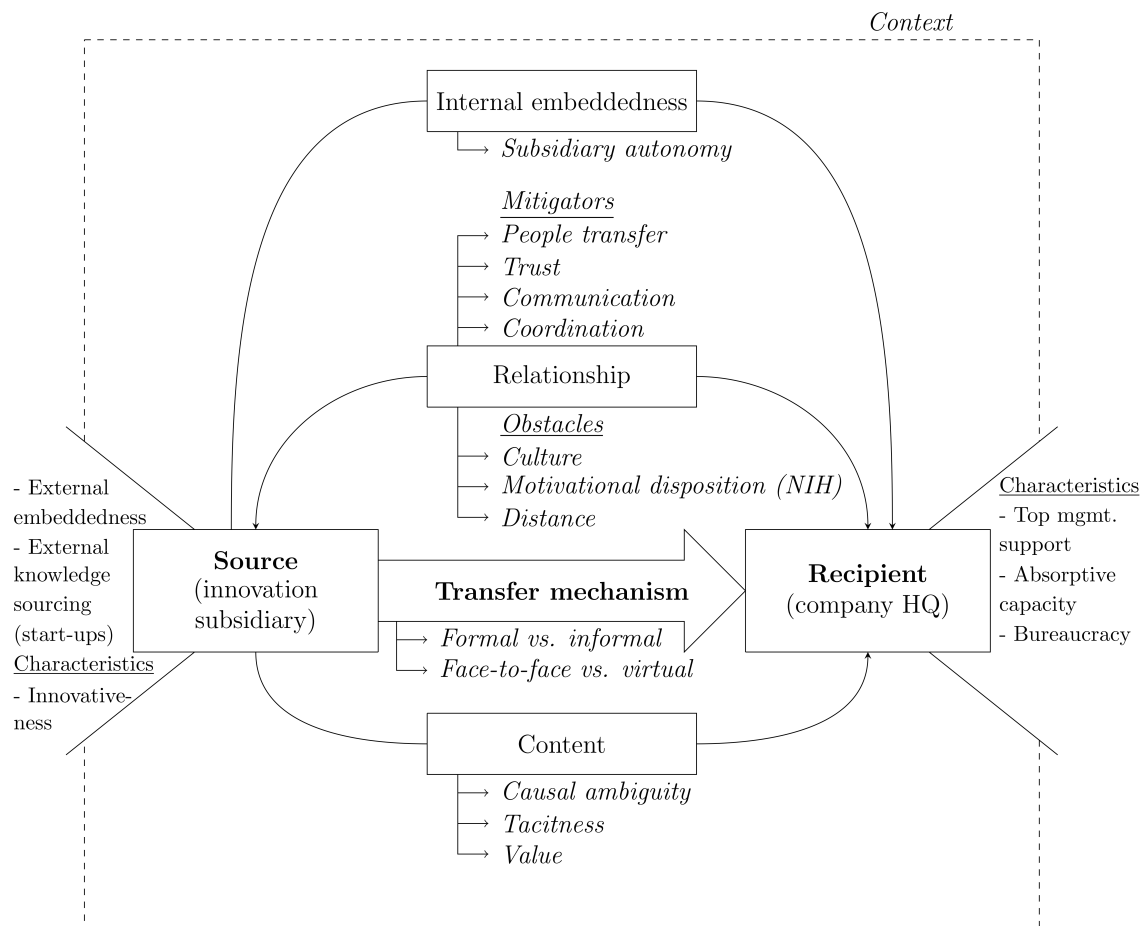 Context
Internal embeddedness
Subsidiary autonomy
Mitigators
People transfer
Trust
Communication
Coordination
Relationship
Obstacles
Culture
Motivational disposition (NIH)
Distance
- External
embeddedness
- External
knowledge
sourcing
(start-ups)
Characteristics
- Innovative-
ness
Source
(innovation
subsidiary)
Transfer mechanism
Formal vs. informal
Face-to-face vs. virtual
Recipient
(company HQ)
Characteristics
- Top mgmt.
support
- Absorptive
capacity
- Bureaucracy
Content
Causal ambiguity
Tacitness
Value